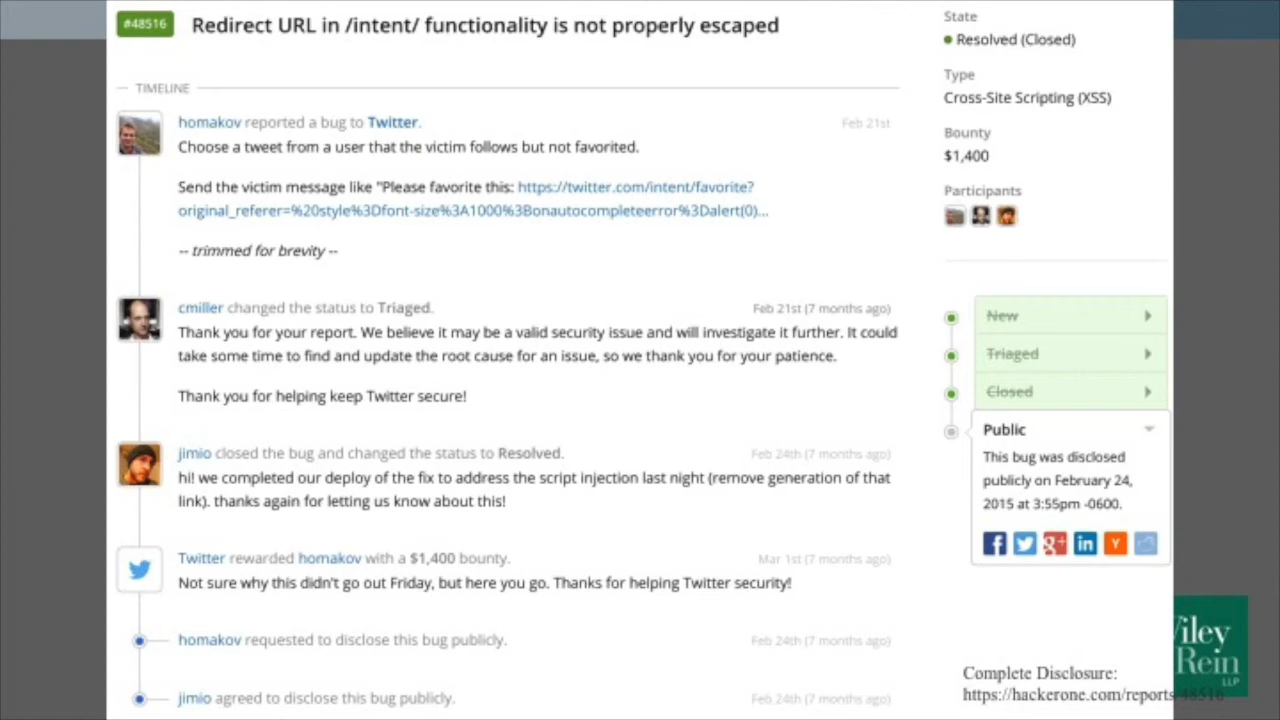 #48516 Redirect URL in /intent/ functionality is not properly escaped
TIMELINE
homakov reported a bug to Twitter. Feb 21st
Choose a tweet from a user that the victim follows but not favorited.
Send the victim message like "Please favorite this: https://twitter.com/intent/favorite?
original_referer=%20style%3Dfont-size%3A1000%3Bonautocompleteerror%3Dalert(0)...
-- trimmed for brevity --
cmiller changed the status to Triaged. Feb 21st (7 months ago)
Thank you for your report. We believe it may be a valid security issue and will investigate it further. It could
take some time to find and update the root cause for an issue, so we thank you for your patience.
Thank you for helping keep Twitter secure!
jimio closed the bug and changed the status to Resolved. Feb 24th (7 months ago)
hi! we completed our deploy of the fix to address the script injection last night (remove generation of that
link). thanks again for letting us know about this!
Twitter rewarded homakov with a $1,400 bounty. Mar 1st (7 months ago)
Not sure why this didn't go out Friday, but here you go. Thanks for helping Twitter security!
homakov requested to disclose this bug publicly. Feb 24th (7 months ago)
jimio agreed to disclose this bug publicly. Feb 24th (7 months ago)
State
Resolved (Closed)
Type
Cross-Site Scripting (XSS)
Bounty
$1,400
Participants
New
Triaged
Closed
Public
This bug was disclosed
publicly on February 24,
2015 at 3:55pm -0600.
f g+ in Y
iley
Rein
LLP
Complete Disclosure:
https://hackerone.com/reports/48516